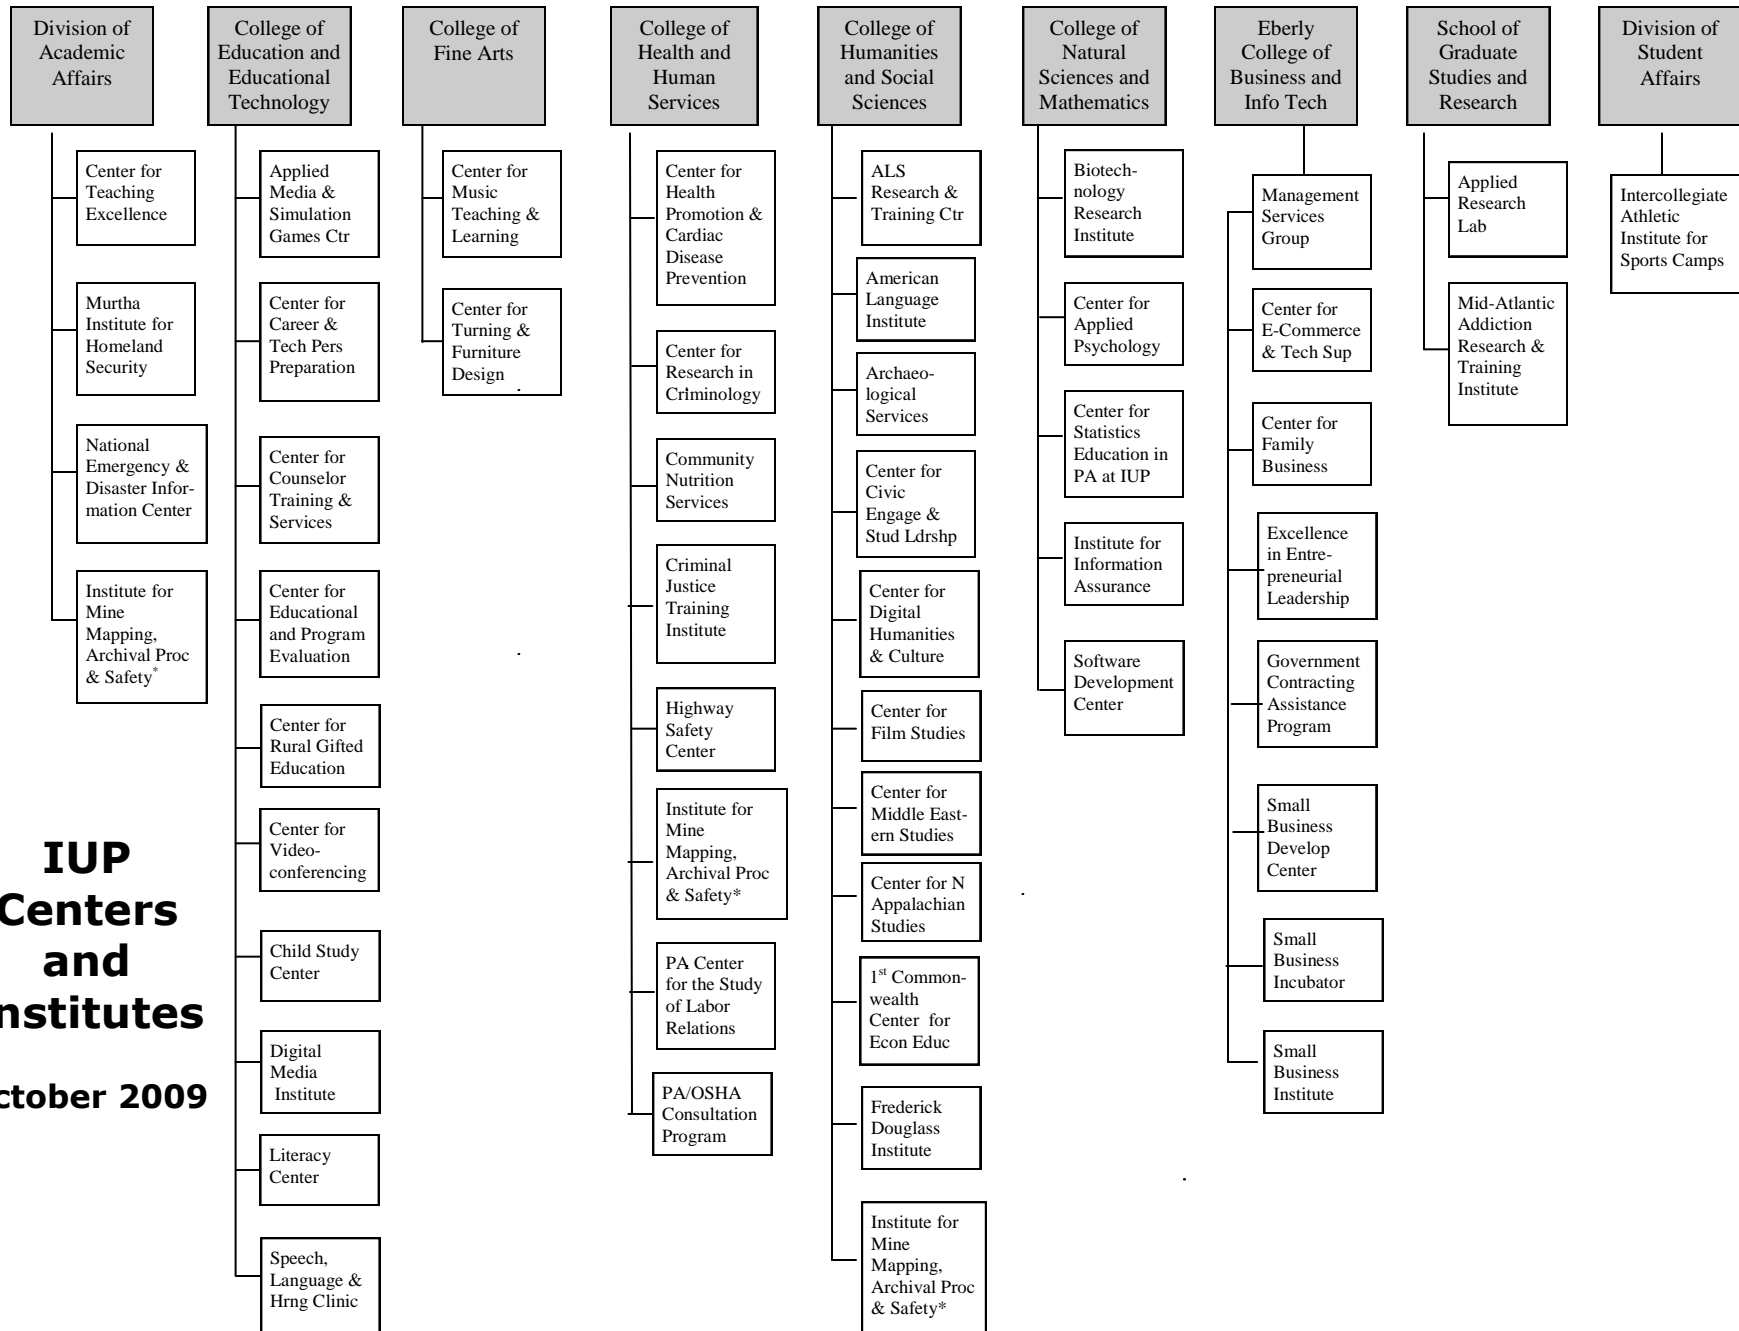 Division of
Academic
Affairs
Center for
Teaching
Excellence
Murtha
Institute for
Homeland
Security
National
Emergency &
Disaster Infor-
mation Center
Institute for
Mine
Mapping,
Archival Proc
& Safety*
College of
Education and
Educational
Technology
Applied
Media &
Simulation
Games Ctr
Center for
Career &
Tech Pers
Preparation
Center for
Counselor
Training &
Services
Center for
Educational
and Program
Evaluation
Center for
Rural Gifted
Education
Center for
Video-
conferencing
Child Study
Center
Digital
Media
Institute
Literacy
Center
Speech,
Language &
Hrng Clinic
College of
Fine Arts
Center for
Music
Teaching &
Learning
Center for
Turning &
Furniture
Design
College of
Health and
Human
Services
Center for
Health
Promotion &
Cardiac
Disease
Prevention
Center for
Research in
Criminology
Community
Nutrition
Services
Criminal
Justice
Training
Institute
Highway
Safety
Center
Institute for
Mine
Mapping,
Archival Proc
& Safety*
PA Center
for the Study
of Labor
Relations
PA/OSHA
Consultation
Program
College of
Humanities
and Social
Sciences
ALS
Research &
Training Ctr
American
Language
Institute
Archaeo-
logical
Services
Center for
Civic
Engage &
Stud Ldrshp
Center for
Digital
Humanities
& Culture
Center for
Film Studies
Center for
Middle East-
ern Studies
Center for N
Appalachian
Studies
1st Common-
wealth
Center for
Econ Educ
Frederick
Douglass
Institute
Institute for
Mine
Mapping,
Archival Proc
& Safety*
College of
Natural
Sciences and
Mathematics
Biotech-
nology
Research
Institute
Center for
Applied
Psychology
Center for
Statistics
Education in
PA at IUP
Institute for
Information
Assurance
Software
Development
Center
Eberly
College of
Business and
Info Tech
Management
Services
Group
Center for
E-Commerce
& Tech Sup
Center for
Family
Business
Excellence
in Entre-
preneurial
Leadership
Government
Contracting
Assistance
Program
Small
Business
Develop
Center
Small
Business
Incubator
Small
Business
Institute
School of
Graduate
Studies and
Research
Applied
Research
Lab
Mid-Atlantic
Addiction
Research &
Training
Institute
Division of
Student
Affairs
Intercollegiate
Athletic
Institute for
Sports Camps
IUP
Centers
and
nstitutes
ctober 2009